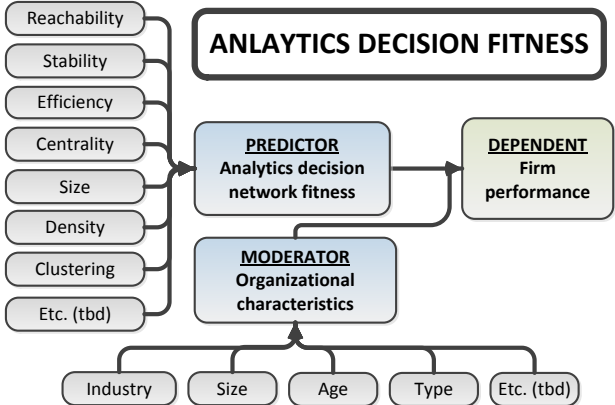 ANLAYTICS DECISION FITNESS
Reachability
Stability
Efficiency
Centrality
Size
Density
Clustering
Etc. (tbd)
PREDICTOR
Analytics decision
network fitness
DEPENDENT
Firm
performance
MODERATOR
Organizational
characteristics
Industry
Size
Age
Type
Etc. (tbd)